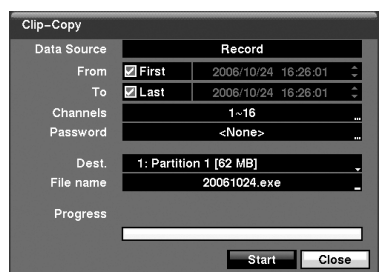 Clip-Copy
Data Source Record
From First 2006/10/24 16:26:01
To Last 2006/10/24 16:26:01
Channels 1~16 ...
Password <None> ...
Dest. 1: Partition 1 [62 MB]
File name 20061024.exe
Progress
Start Close